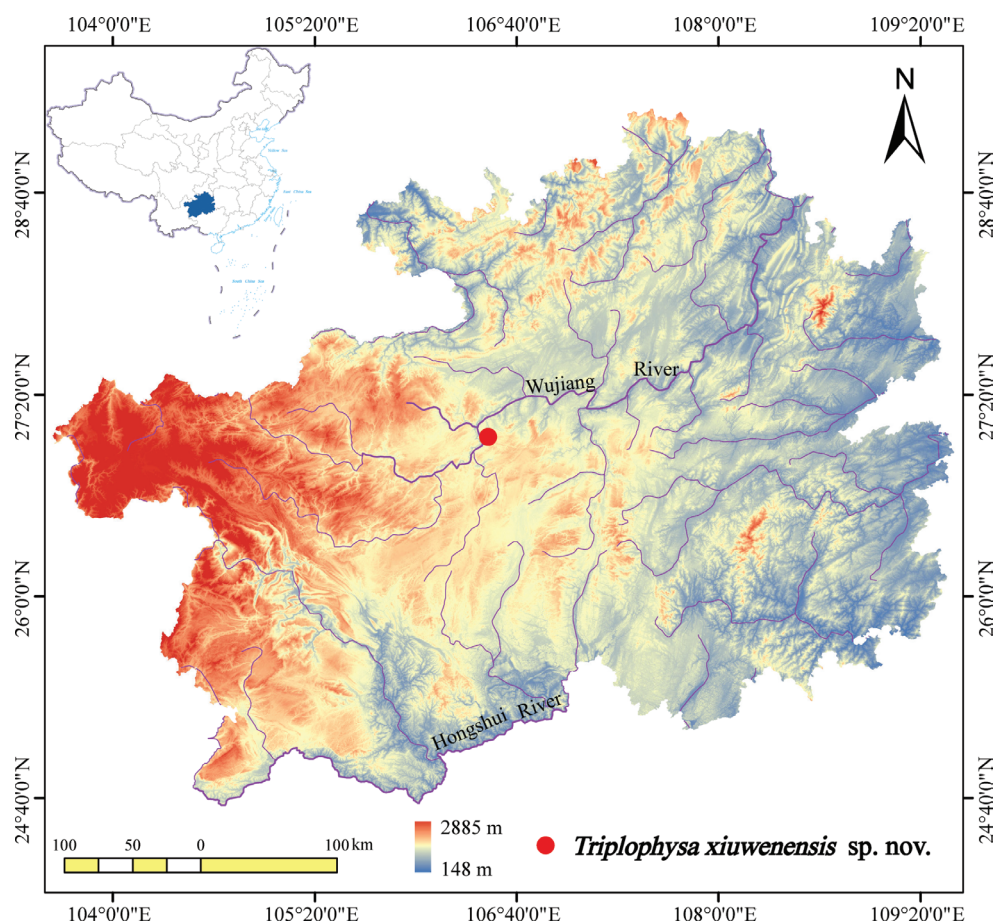 104°0'0"E 105°20'0"E 106°40'0"E 108°0'0"E 109°20'0"E
N
28°40'0"N 28°40'0"N
27°20'0"N 27°20'0"N
Wujiang River
26°0'0"N 26°0'0"N
Hongshui River
24°40'0"N 24°40'0"N
2885 m
148 m
100 50 0 100 km
Triplophysa xiuwenensis sp. nov.
104°0'0"E 105°20'0"E 106°40'0"E 108°0'0"E 109°20'0"E